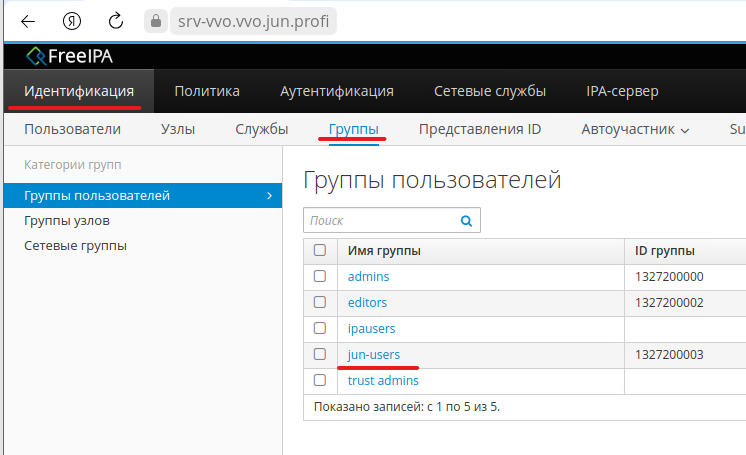 Я srv-vvo.vvo.jun.profi
FreeIPA
Идентификация Политика Аутентификация Сетевые службы IPA-сервер
Пользователи Узлы Службы Группы Представления ID Автоучастник Su
Категории групп
Группы пользователей
Группы узлов
Сетевые группы
Группы пользователей
Поиск
Имя группы ID группы
admins 1327200000
editors 1327200002
ipausers
jun-users 1327200003
trust admins
Показано записей: с 1 по 5 из 5.